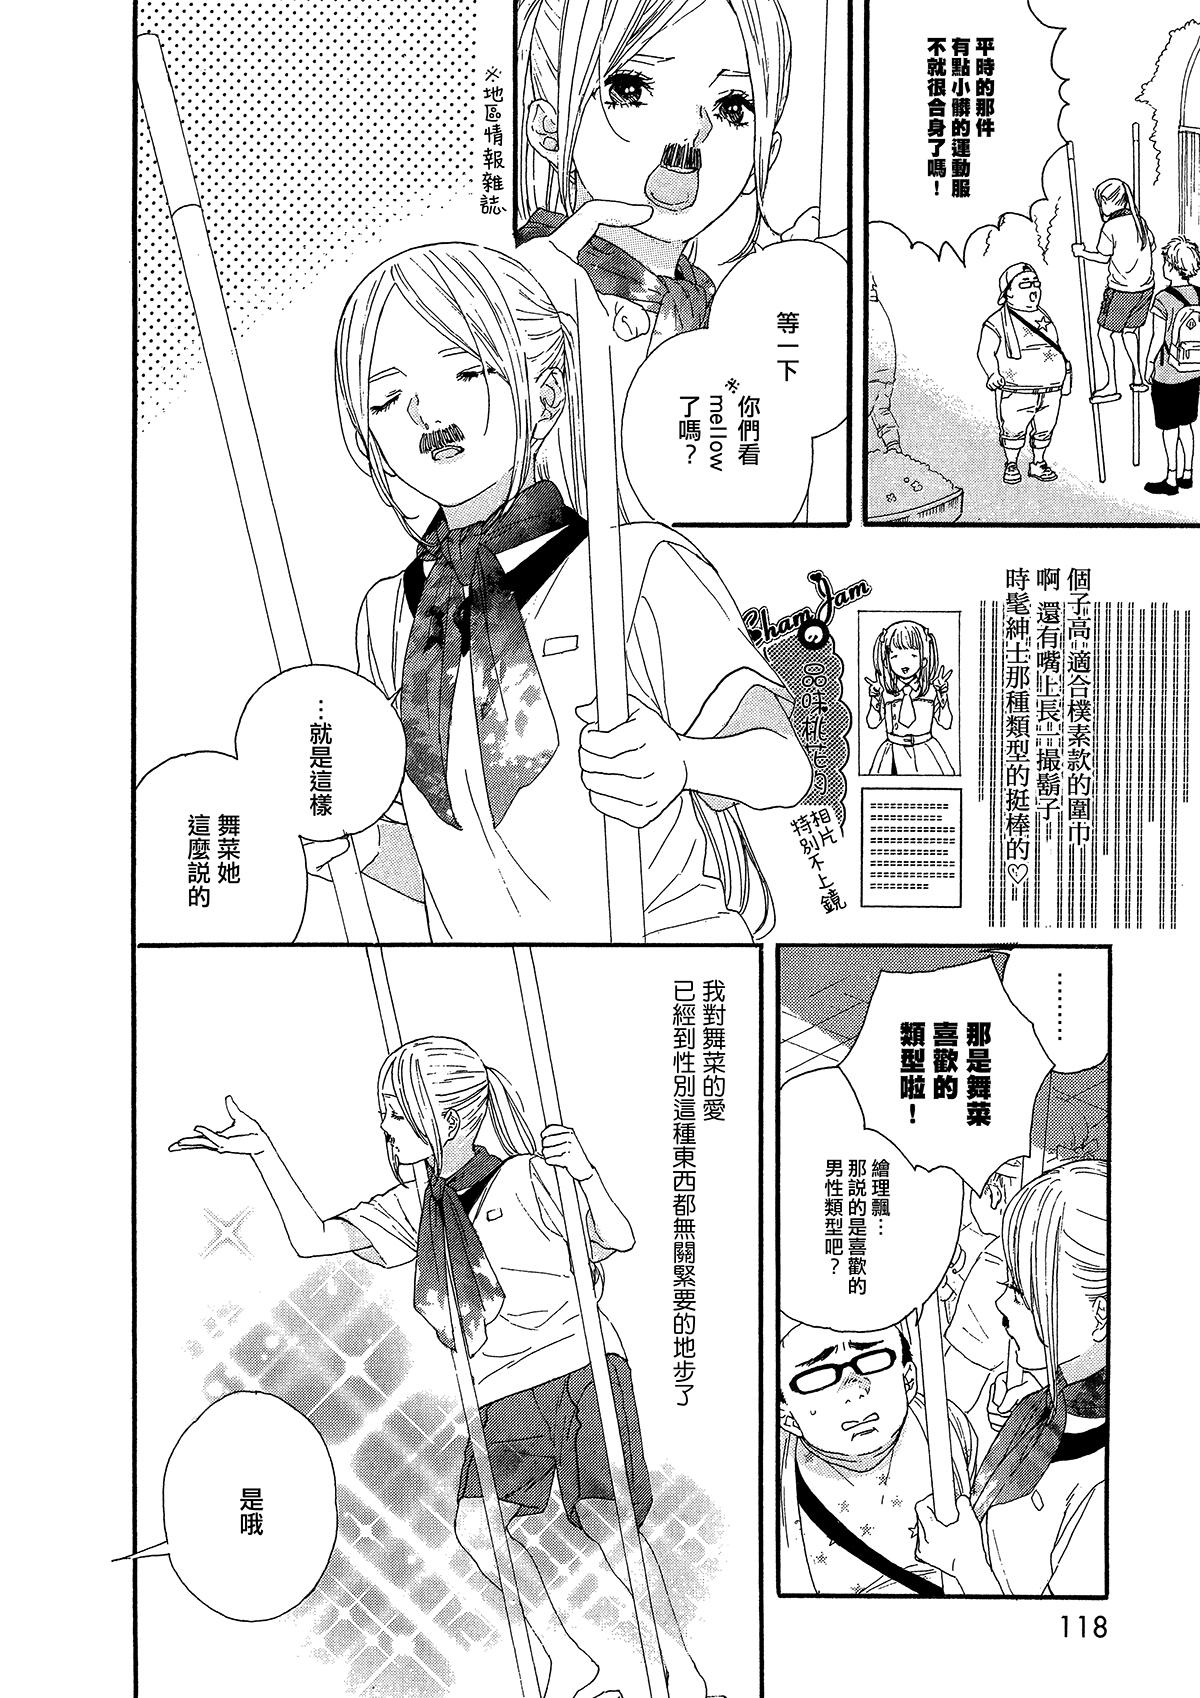 平時的那件
有點小髒的運動服
不就很合身了嗎！
等一下
※你們看
mellow
了嗎？
※地區情報雜誌
個子高 適合樸素款的圍巾
啊 還有嘴上長一撮鬍子
時髦紳士那種類型的挺棒的♡
Cham Jam
相片
特別不上鏡
…就是這樣
舞菜她
這麼說的
………
那是舞菜
喜歡的
類型啦！
繪理飄…
那說的是喜歡的
男性類型吧？
我對舞菜的愛
已經到性別這種東西都無關緊要的地步了
是哦
118